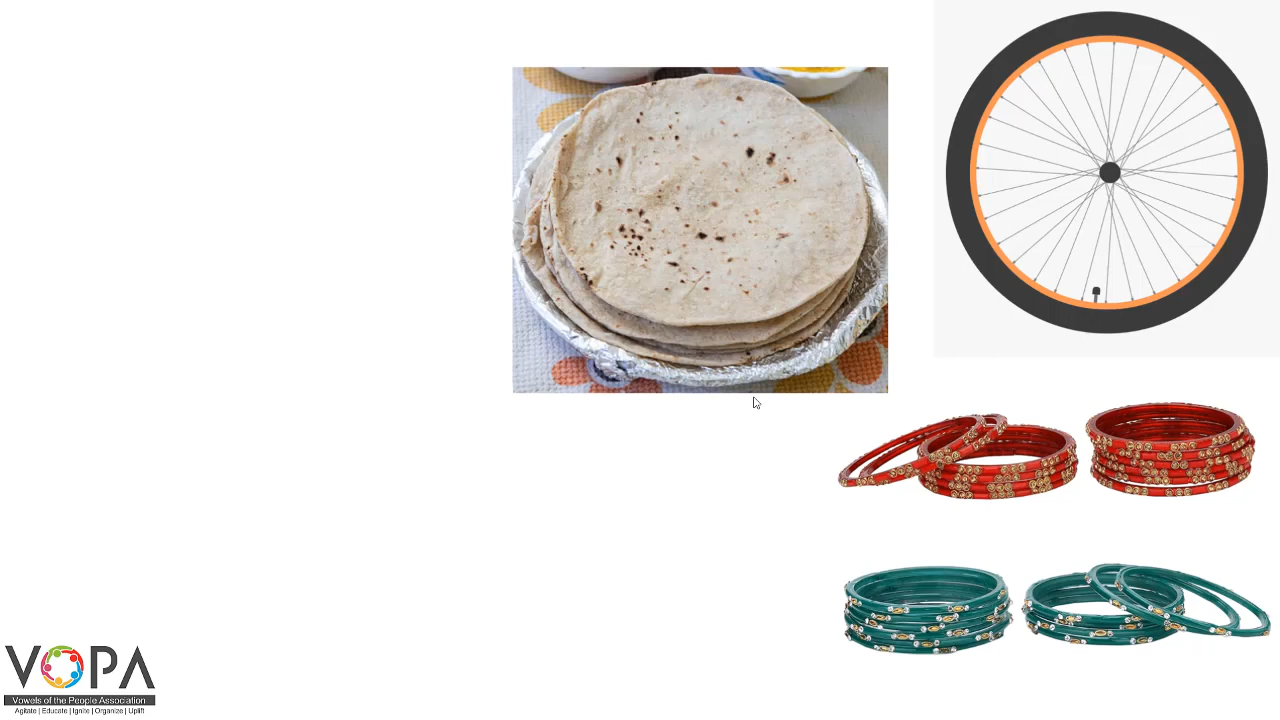 VOPA
Vowels of the People Association
Agitate | Educate | Ignite | Organize | Uplift